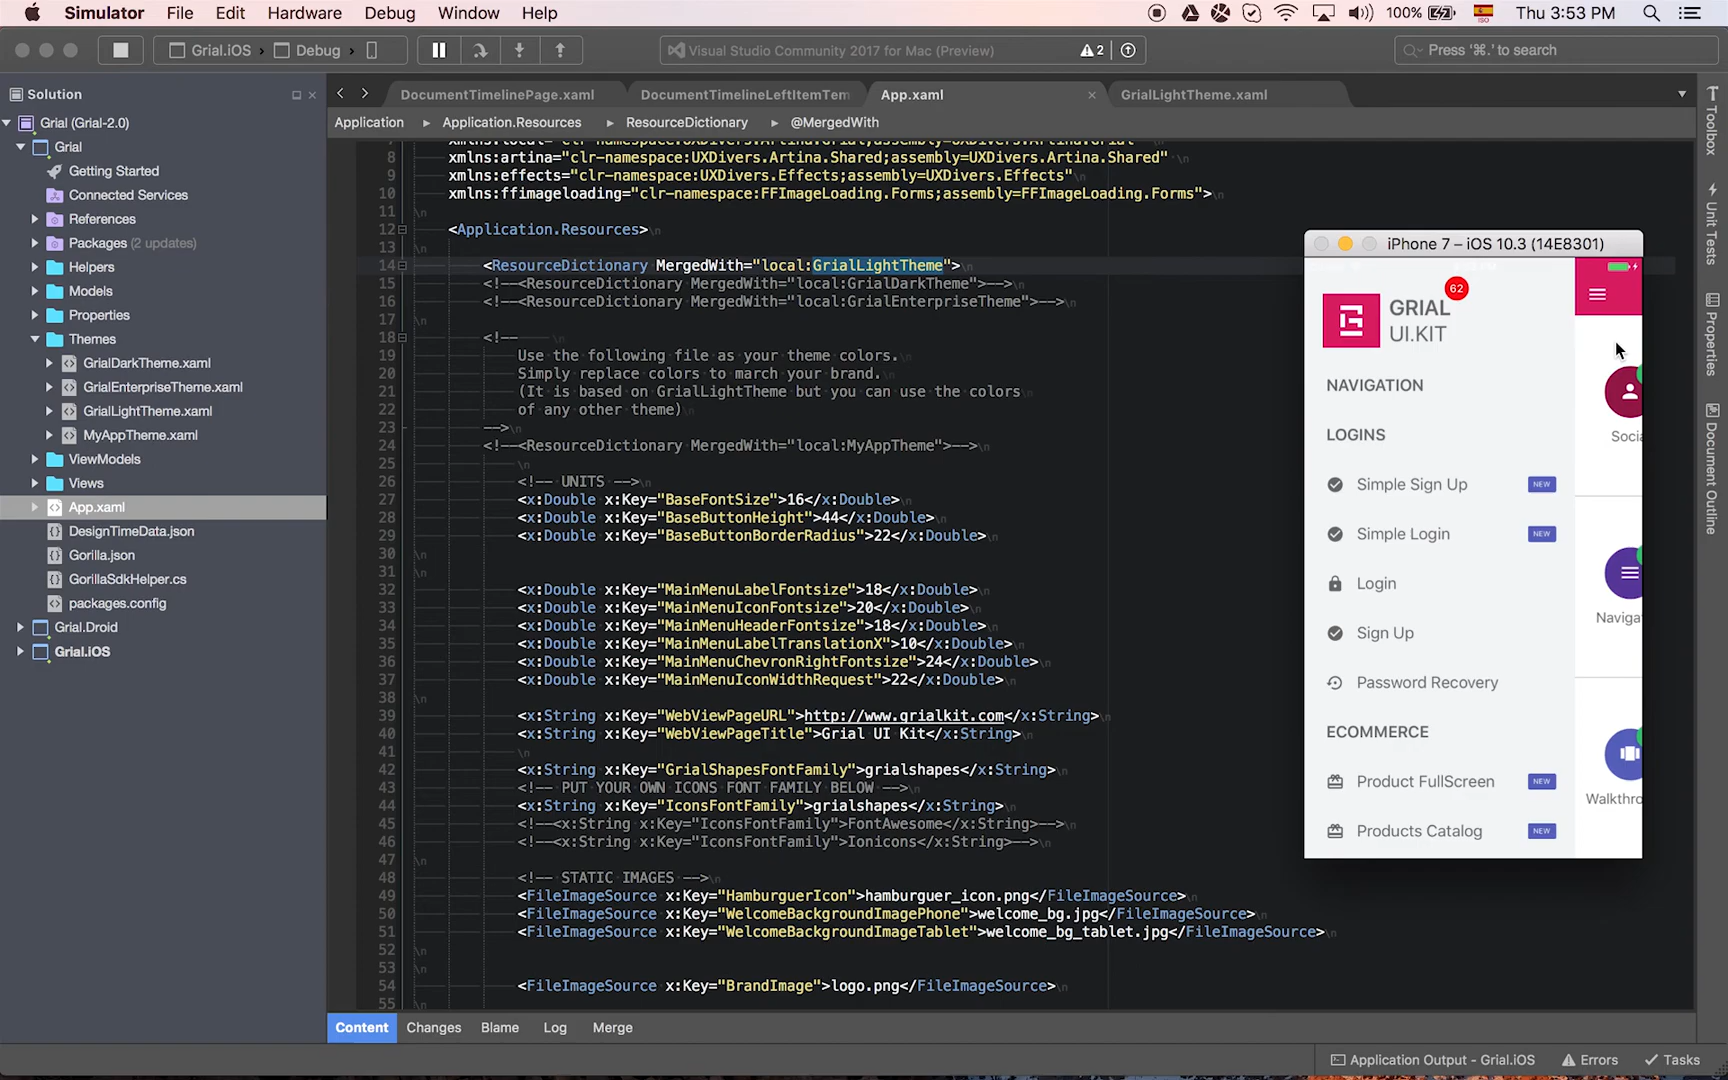 Simulator File Edit Hardware Debug Window Help 100% ISO Thu 3:53 PM
Grial.iOS › Debug › Visual Studio Community 2017 for Mac (Preview) 2 Press '⌘.' to search
Solution
Grial (Grial-2.0)
Grial
Getting Started
Connected Services
References
Packages (2 updates)
Helpers
Models
Properties
Themes
GrialDarkTheme.xaml
GrialEnterpriseTheme.xaml
GrialLightTheme.xaml
MyAppTheme.xaml
ViewModels
Views
App.xaml
DesignTimeData.json
Gorilla.json
GorillaSdkHelper.cs
packages.config
Grial.Droid
Grial.iOS
DocumentTimelinePage.xaml DocumentTimelineLeftItemTem App.xaml GrialLightTheme.xaml
Application ▸ Application.Resources ▸ ResourceDictionary ▸ @MergedWith
8 xmlns:artina="clr-namespace:UXDivers.Artina.Shared;assembly=UXDivers.Artina.Shared" \n
9 xmlns:effects="clr-namespace:UXDivers.Effects;assembly=UXDivers.Effects"
10 xmlns:ffimageloading="clr-namespace:FFImageLoading.Forms;assembly=FFImageLoading.Forms">\n
11 \n
12 <Application.Resources>\n
13 \n
14 <ResourceDictionary MergedWith="local:GrialLightTheme">\n
15 <!--<ResourceDictionary MergedWith="local:GrialDarkTheme">-->\n
16 <!--<ResourceDictionary MergedWith="local:GrialEnterpriseTheme">-->\n
17 \n
18 <!-- \n
19 Use the following file as your theme colors. \n
20 Simply replace colors to march your brand. \n
21 (It is based on GrialLightTheme but you can use the colors \n
22 of any other theme)\n
23 -->\n
24 <!--<ResourceDictionary MergedWith="local:MyAppTheme">-->\n
25 \n
26 <!-- UNITS -->\n
27 <x:Double x:Key="BaseFontSize">16</x:Double>\n
28 <x:Double x:Key="BaseButtonHeight">44</x:Double>\n
29 <x:Double x:Key="BaseButtonBorderRadius">22</x:Double>\n
30 \n
31 \n
32 <x:Double x:Key="MainMenuLabelFontsize">18</x:Double>\n
33 <x:Double x:Key="MainMenuIconFontsize">20</x:Double>\n
34 <x:Double x:Key="MainMenuHeaderFontsize">18</x:Double>\n
35 <x:Double x:Key="MainMenuLabelTranslationX">10</x:Double>\n
36 <x:Double x:Key="MainMenuChevronRightFontsize">24</x:Double>\n
37 <x:Double x:Key="MainMenuIconWidthRequest">22</x:Double>\n
38 \n
39 <x:String x:Key="WebViewPageURL">http://www.grialkit.com</x:String>\n
40 <x:String x:Key="WebViewPageTitle">Grial UI Kit</x:String>\n
41 \n
42 <x:String x:Key="GrialShapesFontFamily">grialshapes</x:String>\n
43 <!-- PUT YOUR OWN ICONS FONT FAMILY BELOW -->\n
44 <x:String x:Key="IconsFontFamily">grialshapes</x:String>\n
45 <!--<x:String x:Key="IconsFontFamily">FontAwesome</x:String>-->\n
46 <!--<x:String x:Key="IconsFontFamily">Ionicons</x:String>-->\n
47 \n
48 <!-- STATIC IMAGES -->\n
49 <FileImageSource x:Key="HamburguerIcon">hamburguer_icon.png</FileImageSource>\n
50 <FileImageSource x:Key="WelcomeBackgroundImagePhone">welcome_bg.jpg</FileImageSource>\n
51 <FileImageSource x:Key="WelcomeBackgroundImageTablet">welcome_bg_tablet.jpg</FileImageSource>\n
52 \n
53 \n
54 <FileImageSource x:Key="BrandImage">logo.png</FileImageSource>\n
55 \n
Content Changes Blame Log Merge
iPhone 7 – iOS 10.3 (14E8301)
62
GRIAL
UI.KIT
NAVIGATION
LOGINS
Simple Sign Up NEW
Simple Login NEW
Login
Sign Up
Password Recovery
ECOMMERCE
Product FullScreen NEW
Products Catalog NEW
Socia
Navigat
Walkthro
Toolbox
Unit Tests
Properties
Document Outline
Application Output - Grial.iOS Errors Tasks